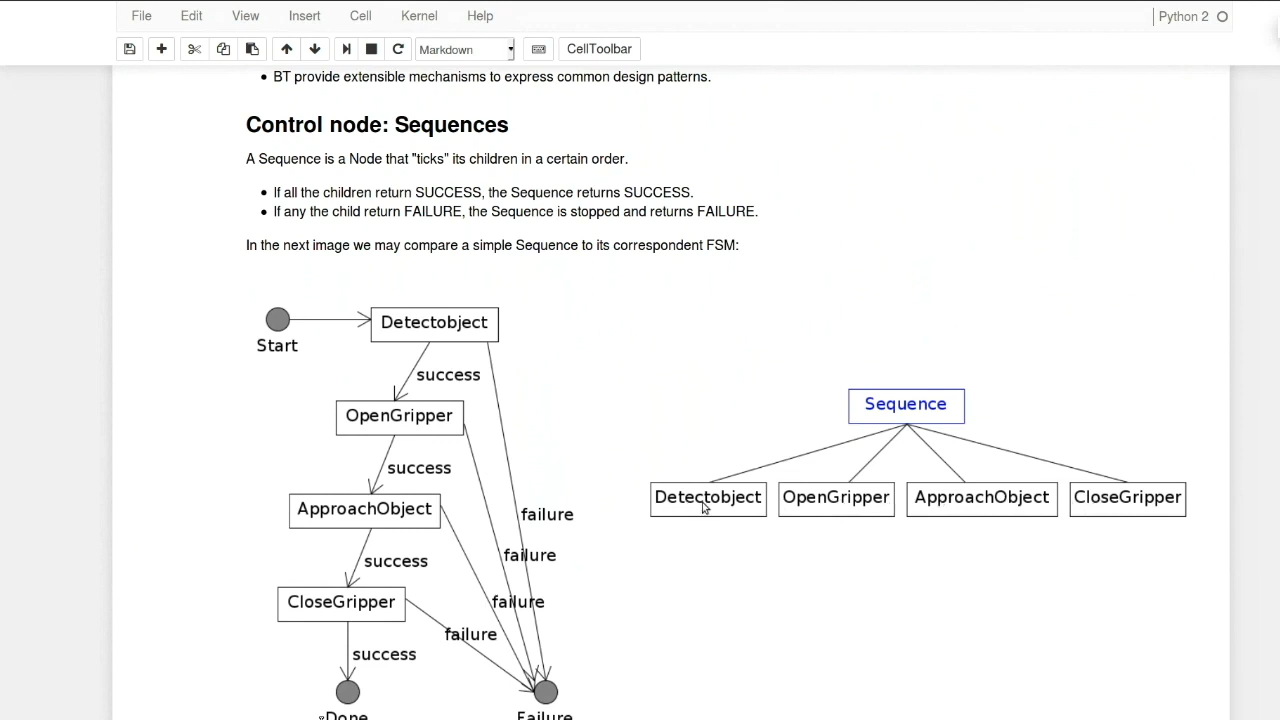 File Edit View Insert Cell Kernel Help Python 2
Markdown CellToolbar
BT provide extensible mechanisms to express common design patterns.
Control node: Sequences
A Sequence is a Node that "ticks" its children in a certain order.
If all the children return SUCCESS, the Sequence returns SUCCESS.
If any the child return FAILURE, the Sequence is stopped and returns FAILURE.
In the next image we may compare a simple Sequence to its correspondent FSM:
Start
Detectobject
success
OpenGripper
success
ApproachObject
success
CloseGripper
success
Done
failure
failure
failure
failure
Failure
Sequence
Detectobject OpenGripper ApproachObject CloseGripper